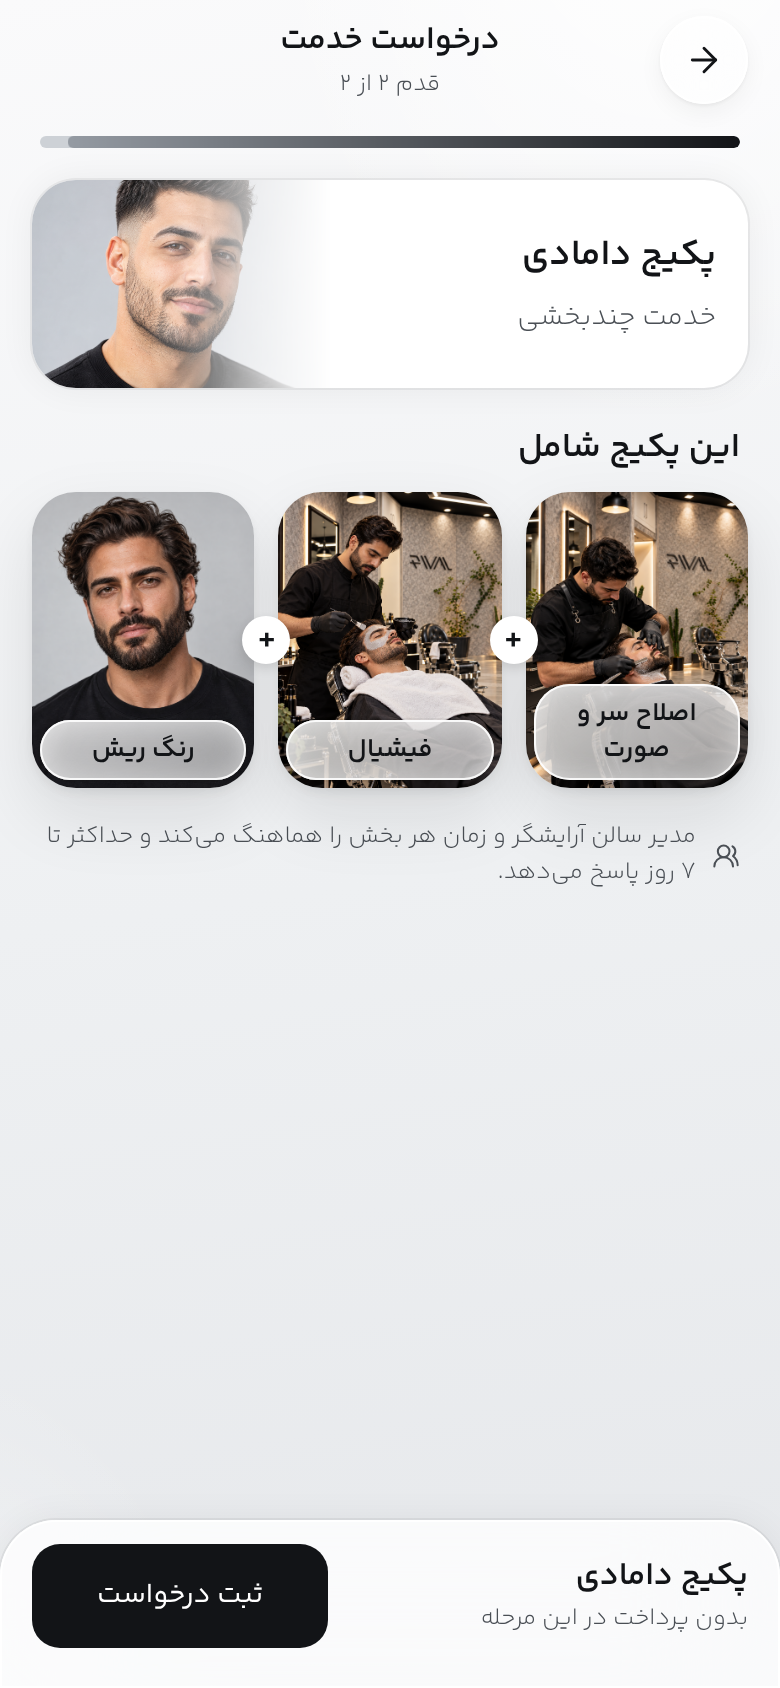 درخواست خدمت
قدم ۲ از ۲
پکیج دامادی
خدمت چندبخشی
این پکیج شامل
اصلاح سر و
صورت
+
فیشیال
+
رنگ ریش
مدیر سالن آرایشگر و زمان هر بخش را هماهنگ می‌کند و حداکثر تا
۷ روز پاسخ می‌دهد.
پکیج دامادی
بدون پرداخت در این مرحله
ثبت درخواست